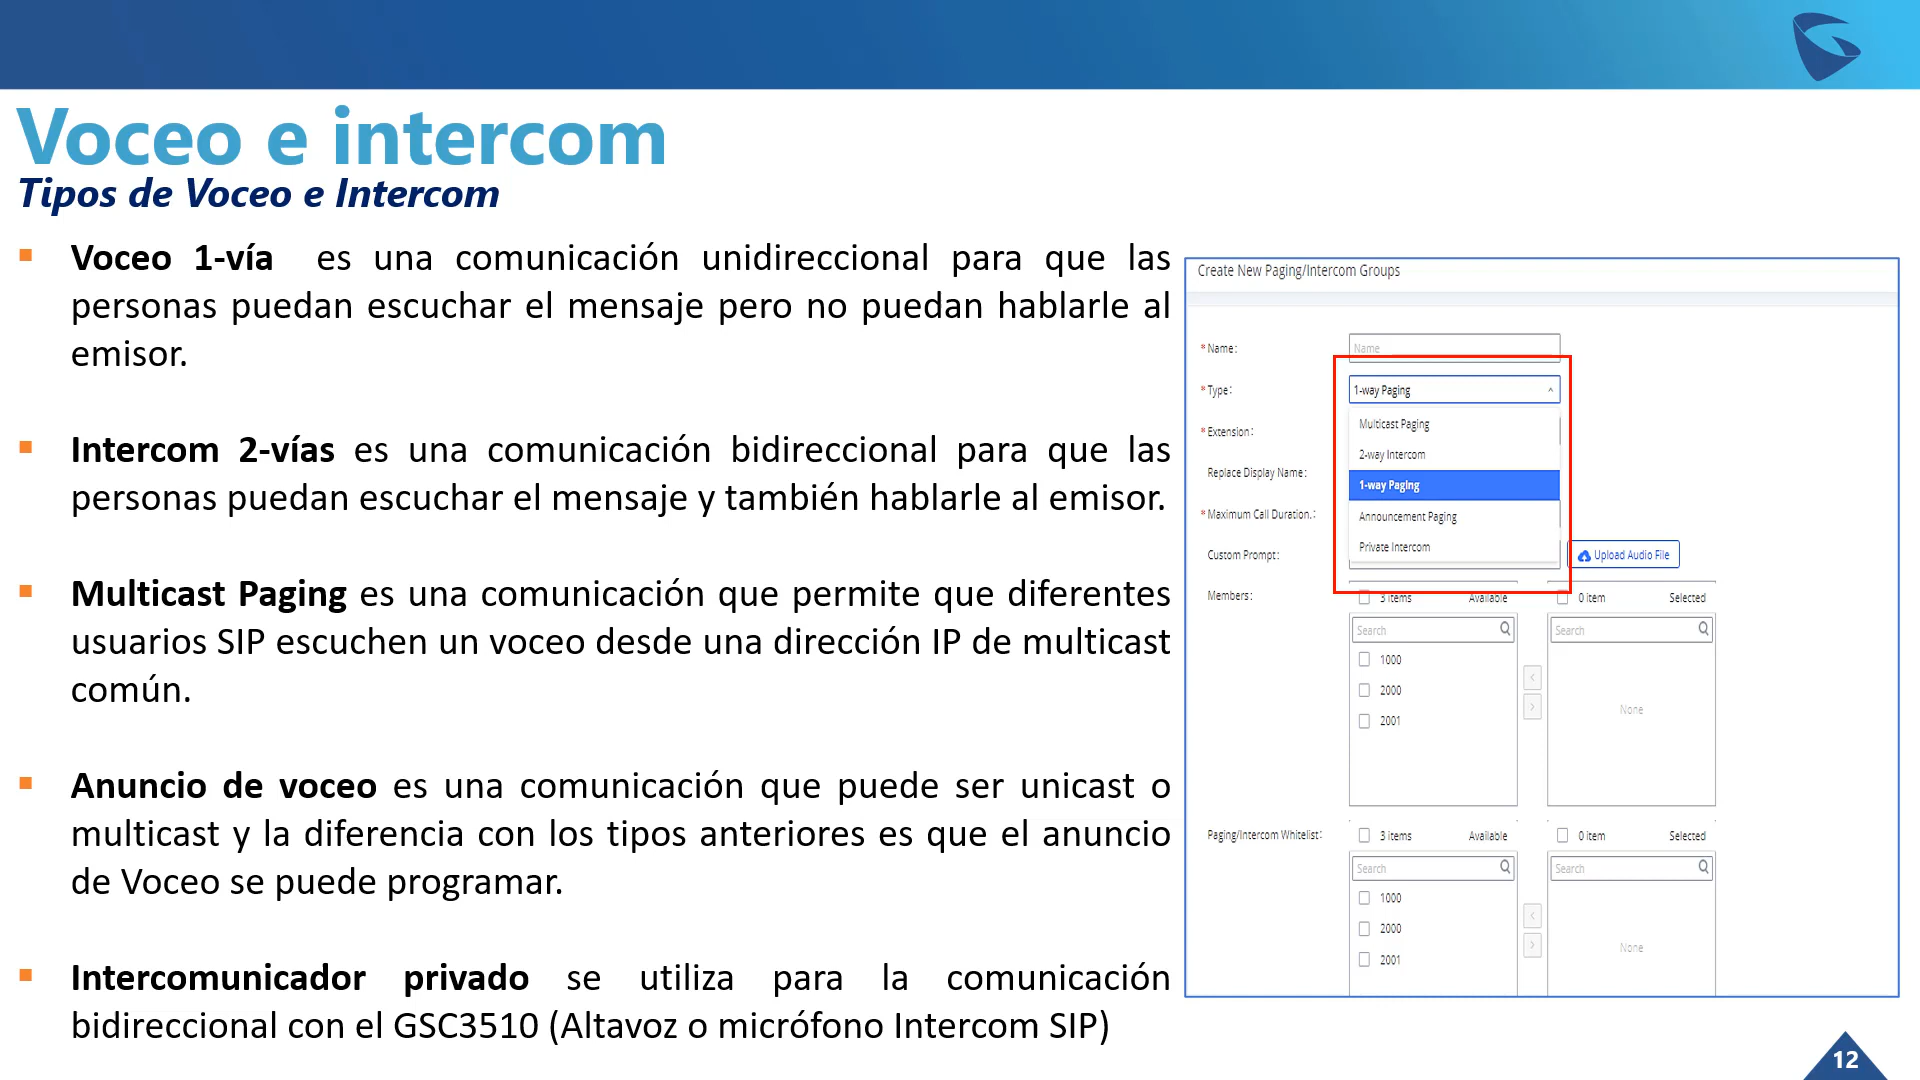 Voceo e intercom
Tipos de Voceo e Intercom
▪ Voceo 1-vía es una comunicación unidireccional para que las
personas puedan escuchar el mensaje pero no puedan hablarle al
emisor.
▪ Intercom 2-vías es una comunicación bidireccional para que las
personas puedan escuchar el mensaje y también hablarle al emisor.
▪ Multicast Paging es una comunicación que permite que diferentes
usuarios SIP escuchen un voceo desde una dirección IP de multicast
común.
▪ Anuncio de voceo es una comunicación que puede ser unicast o
multicast y la diferencia con los tipos anteriores es que el anuncio
de Voceo se puede programar.
▪ Intercomunicador privado se utiliza para la comunicación
bidireccional con el GSC3510 (Altavoz o micrófono Intercom SIP)
Create New Paging/Intercom Groups
* Name: Name
* Type: 1-way Paging
Multicast Paging
* Extension:
2-way Intercom
Replace Display Name:
1-way Paging
* Maximum Call Duration.:
Announcement Paging
Custom Prompt:
Private Intercom
Upload Audio File
Members: 3 items Available 0 item Selected
Search Search
1000
2000
2001
None
Paging/Intercom Whitelist: 3 items Available 0 item Selected
Search Search
1000
2000
2001
None
12